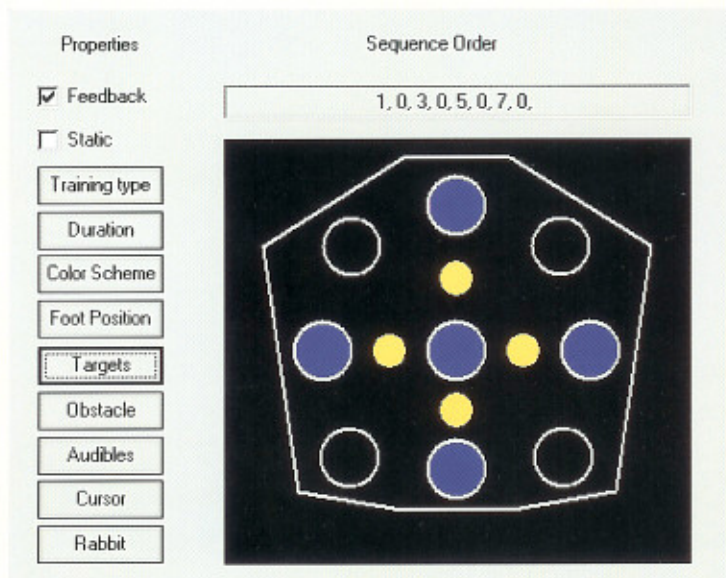 Properties
Sequence Order
Feedback
1, 0, 3, 0, 5, 0, 7, 0,
Static
Training type
Duration
Color Scheme
Foot Position
Targets
Obstacle
Audibles
Cursor
Rabbit